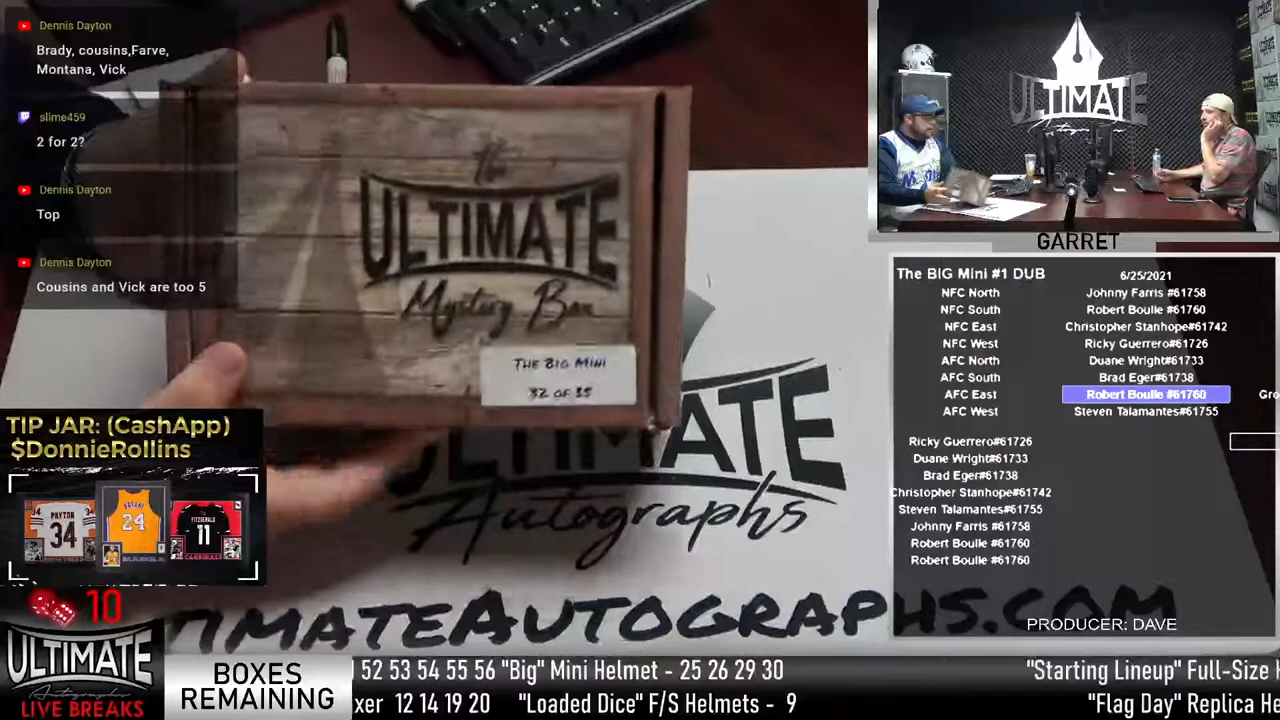 Dennis Dayton
Brady, cousins,Farve,
Montana, Vick
slime459
2 for 2?
Dennis Dayton
Top
Dennis Dayton
Cousins and Vick are too 5
the
ULTIMATE
Mystery Box
THE BIG MINI
32 OF 35
ULTIMATE
Autographs
ULTIMATE
Autographs
TIMATEAUTOGRAPHS.COM
GARRET
The BIG Mini #1 DUB 6/25/2021
NFC North Johnny Farris #61758
NFC South Robert Boulle #61760
NFC East Christopher Stanhope#61742
NFC West Ricky Guerrero#61726
AFC North Duane Wright#61733
AFC South Brad Eger#61738
AFC East Robert Boulle #61760 Gro
AFC West Steven Talamantes#61755
Ricky Guerrero#61726
Duane Wright#61733
Brad Eger#61738
Christopher Stanhope#61742
Steven Talamantes#61755
Johnny Farris #61758
Robert Boulle #61760
Robert Boulle #61760
PRODUCER: DAVE
TIP JAR: (CashApp)
$DonnieRollins
PAYTON
34
BRYANT
24
FITZGERALD
11
CARDINALS
10
ULTIMATE
Autographs
LIVE BREAKS
BOXES
REMAINING
52 53 54 55 56 "Big" Mini Helmet - 25 26 29 30 "Starting Lineup" Full-Size H
xer 12 14 19 20 "Loaded Dice" F/S Helmets - 9 "Flag Day" Replica He